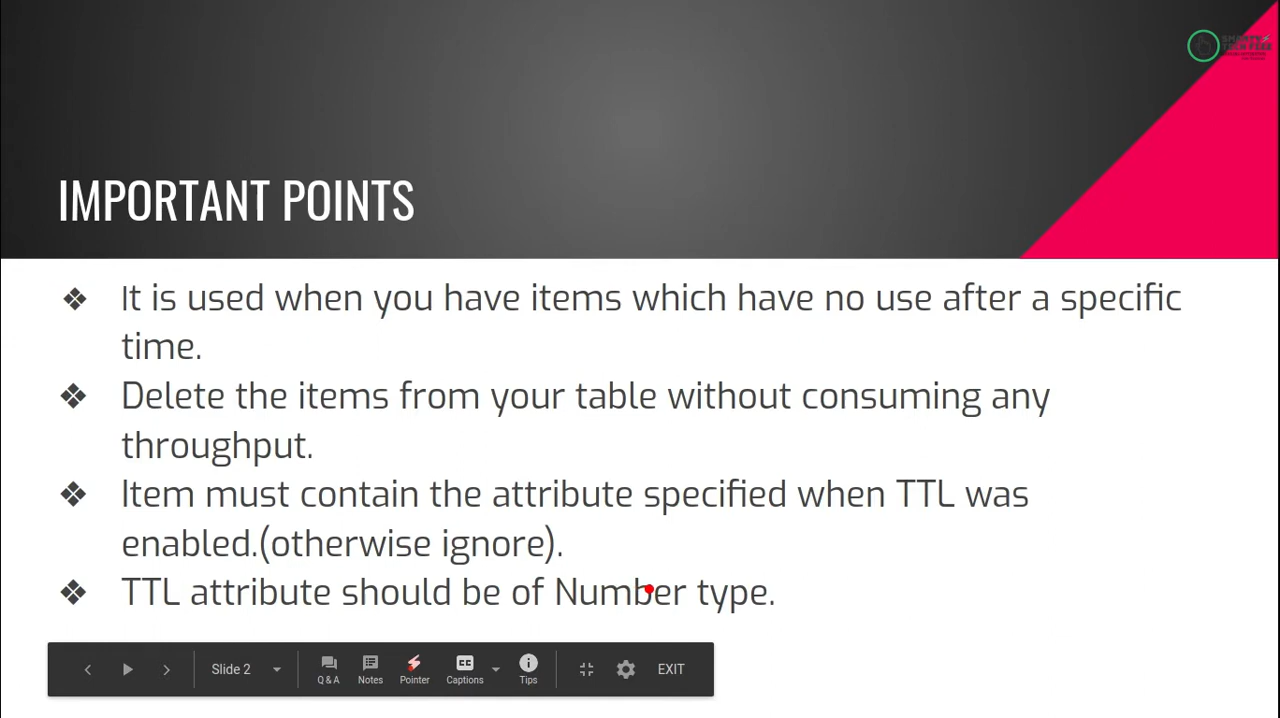 IMPORTANT POINTS
It is used when you have items which have no use after a specific
time.
Delete the items from your table without consuming any
throughput.
Item must contain the attribute specified when TTL was
enabled.(otherwise ignore).
TTL attribute should be of Number type.
Slide 2
Q & A
Notes
Pointer
CC
Captions
Tips
EXIT